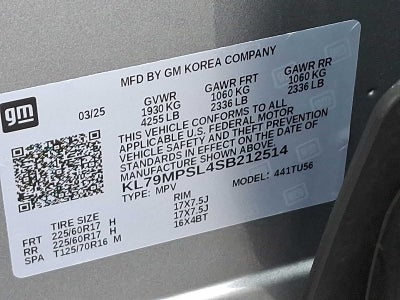 gm
MFD BY GM KOREA COMPANY
03/25 GVWR GAWR FRT GAWR RR
1930 KG 1060 KG 1060 KG
4255 LB 2336 LB 2336 LB
THIS VEHICLE CONFORMS TO ALL
APPLICABLE U.S. FEDERAL MOTOR
VEHICLE SAFETY AND THEFT PREVENTION
STANDARDS IN EFFECT ON THE DATE OF
MANUFACTURE SHOWN ABOVE.
KL79MPSL4SB212514
TYPE: MPV MODEL: 441TU56
TIRE SIZE RIM
FRT 225/60R17 H 17X7.5J
RR 225/60R17 H 17X7.5J
SPA T125/70R16 M 16X4BT